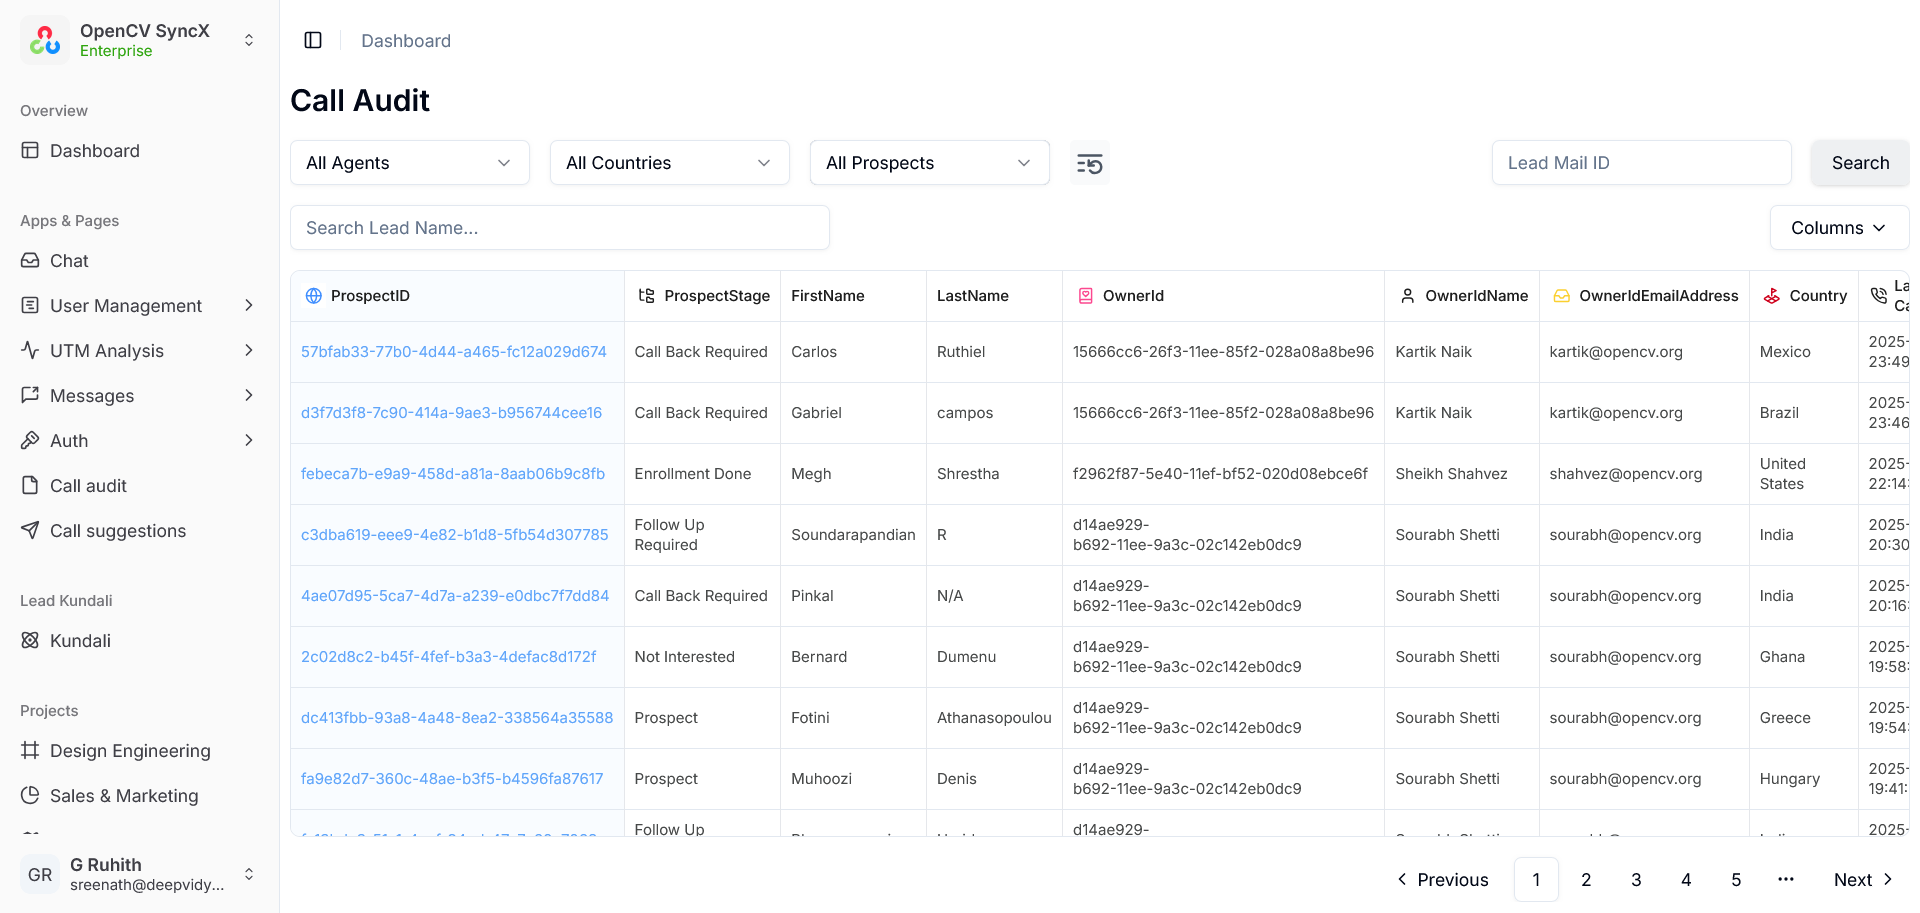 OpenCV SyncX
Enterprise
Overview
Dashboard
Apps & Pages
Chat
User Management
UTM Analysis
Messages
Auth
Call audit
Call suggestions
Lead Kundali
Kundali
Projects
Design Engineering
Sales & Marketing
GR
G Ruhith
sreenath@deepvidy...
Dashboard
Call Audit
All Agents All Countries All Prospects Lead Mail ID Search
Search Lead Name... Columns
ProspectID ProspectStage FirstName LastName OwnerId OwnerIdName OwnerIdEmailAddress Country
57bfab33-77b0-4d44-a465-fc12a029d674 Call Back Required Carlos Ruthiel 15666cc6-26f3-11ee-85f2-028a08a8be96 Kartik Naik kartik@opencv.org Mexico 2025-
23:49
d3f7d3f8-7c90-414a-9ae3-b956744cee16 Call Back Required Gabriel campos 15666cc6-26f3-11ee-85f2-028a08a8be96 Kartik Naik kartik@opencv.org Brazil 2025-
23:46
febeca7b-e9a9-458d-a81a-8aab06b9c8fb Enrollment Done Megh Shrestha f2962f87-5e40-11ef-bf52-020d08ebce6f Sheikh Shahvez shahvez@opencv.org United States 2025-
22:14:
c3dba619-eee9-4e82-b1d8-5fb54d307785 Follow Up Required Soundarapandian R d14ae929-b692-11ee-9a3c-02c142eb0dc9 Sourabh Shetti sourabh@opencv.org India 2025-
20:30
4ae07d95-5ca7-4d7a-a239-e0dbc7f7dd84 Call Back Required Pinkal N/A d14ae929-b692-11ee-9a3c-02c142eb0dc9 Sourabh Shetti sourabh@opencv.org India 2025-
20:16:
2c02d8c2-b45f-4fef-b3a3-4defac8d172f Not Interested Bernard Dumenu d14ae929-b692-11ee-9a3c-02c142eb0dc9 Sourabh Shetti sourabh@opencv.org Ghana 2025-
19:58:
dc413fbb-93a8-4a48-8ea2-338564a35588 Prospect Fotini Athanasopoulou d14ae929-b692-11ee-9a3c-02c142eb0dc9 Sourabh Shetti sourabh@opencv.org Greece 2025-
19:54:
fa9e82d7-360c-48ae-b3f5-b4596fa87617 Prospect Muhoozi Denis d14ae929-b692-11ee-9a3c-02c142eb0dc9 Sourabh Shetti sourabh@opencv.org Hungary 2025-
19:41:
Follow Up d14ae929- 2025-
Previous 1 2 3 4 5 ... Next